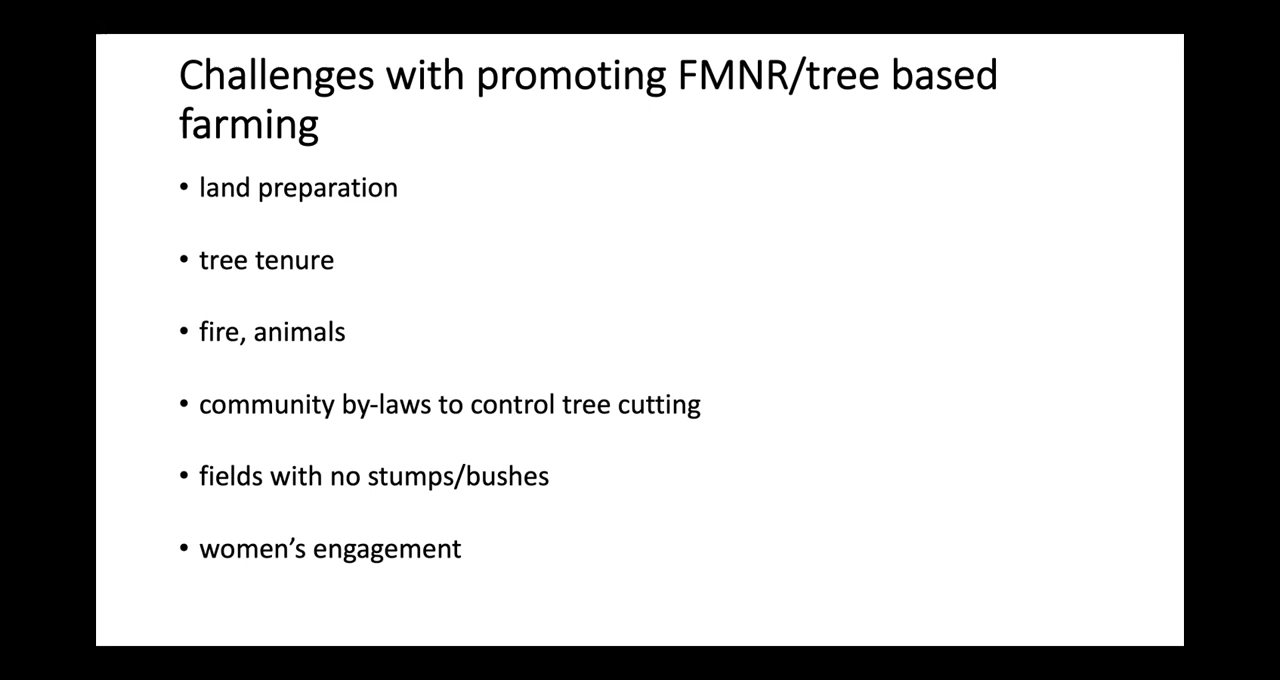 Challenges with promoting FMNR/tree based
farming
• land preparation
• tree tenure
• fire, animals
• community by-laws to control tree cutting
• fields with no stumps/bushes
• women’s engagement